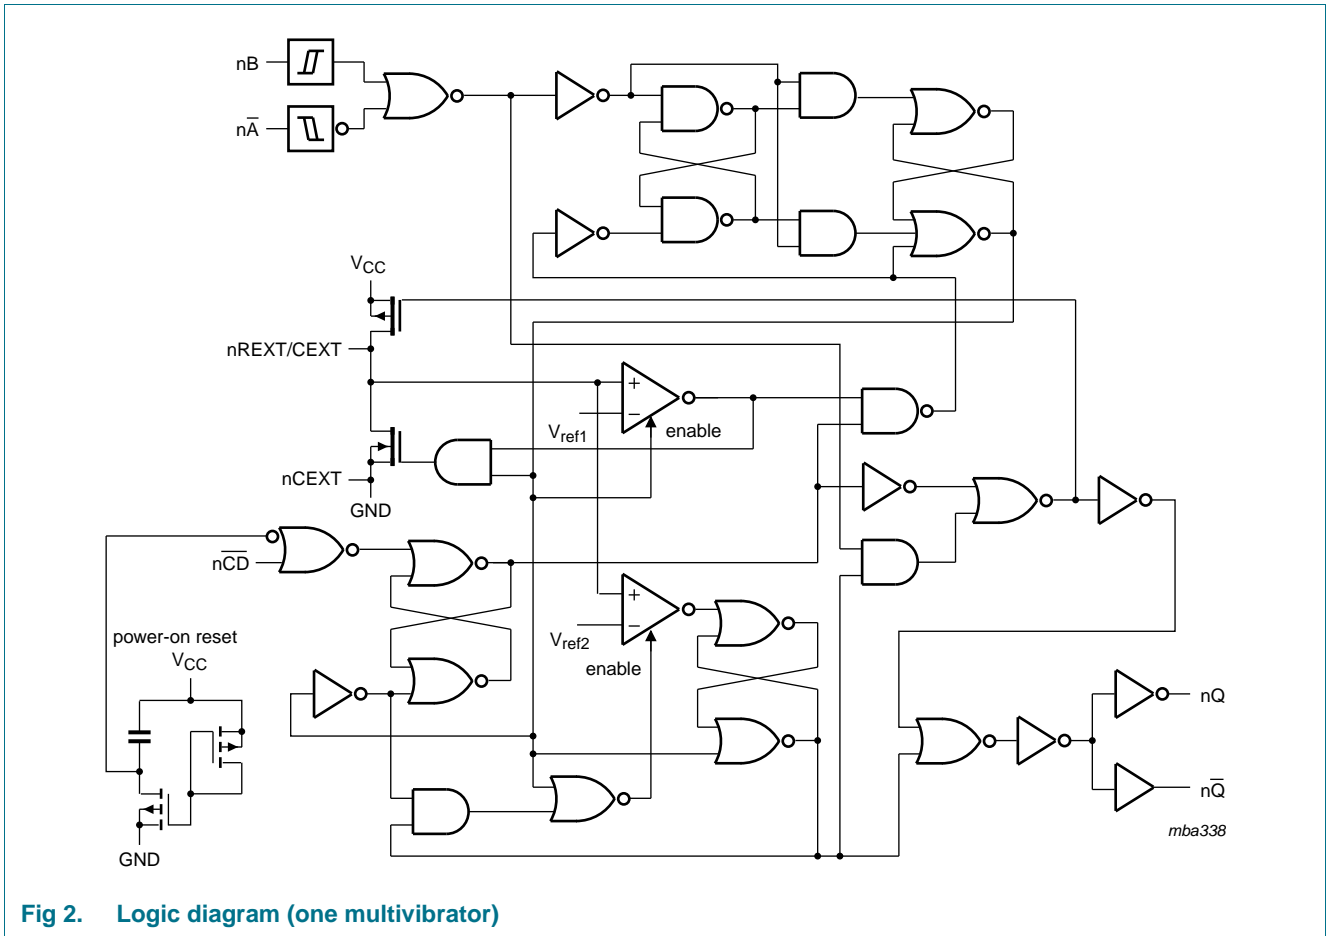 nB
nA̅
VCC
nREXT/CEXT
+
−
Vref1
enable
nCEXT
GND
nC̅D̅
+
−
Vref2
enable
power-on reset
VCC
nQ
nQ̅
mba338
GND
Fig 2. Logic diagram (one multivibrator)